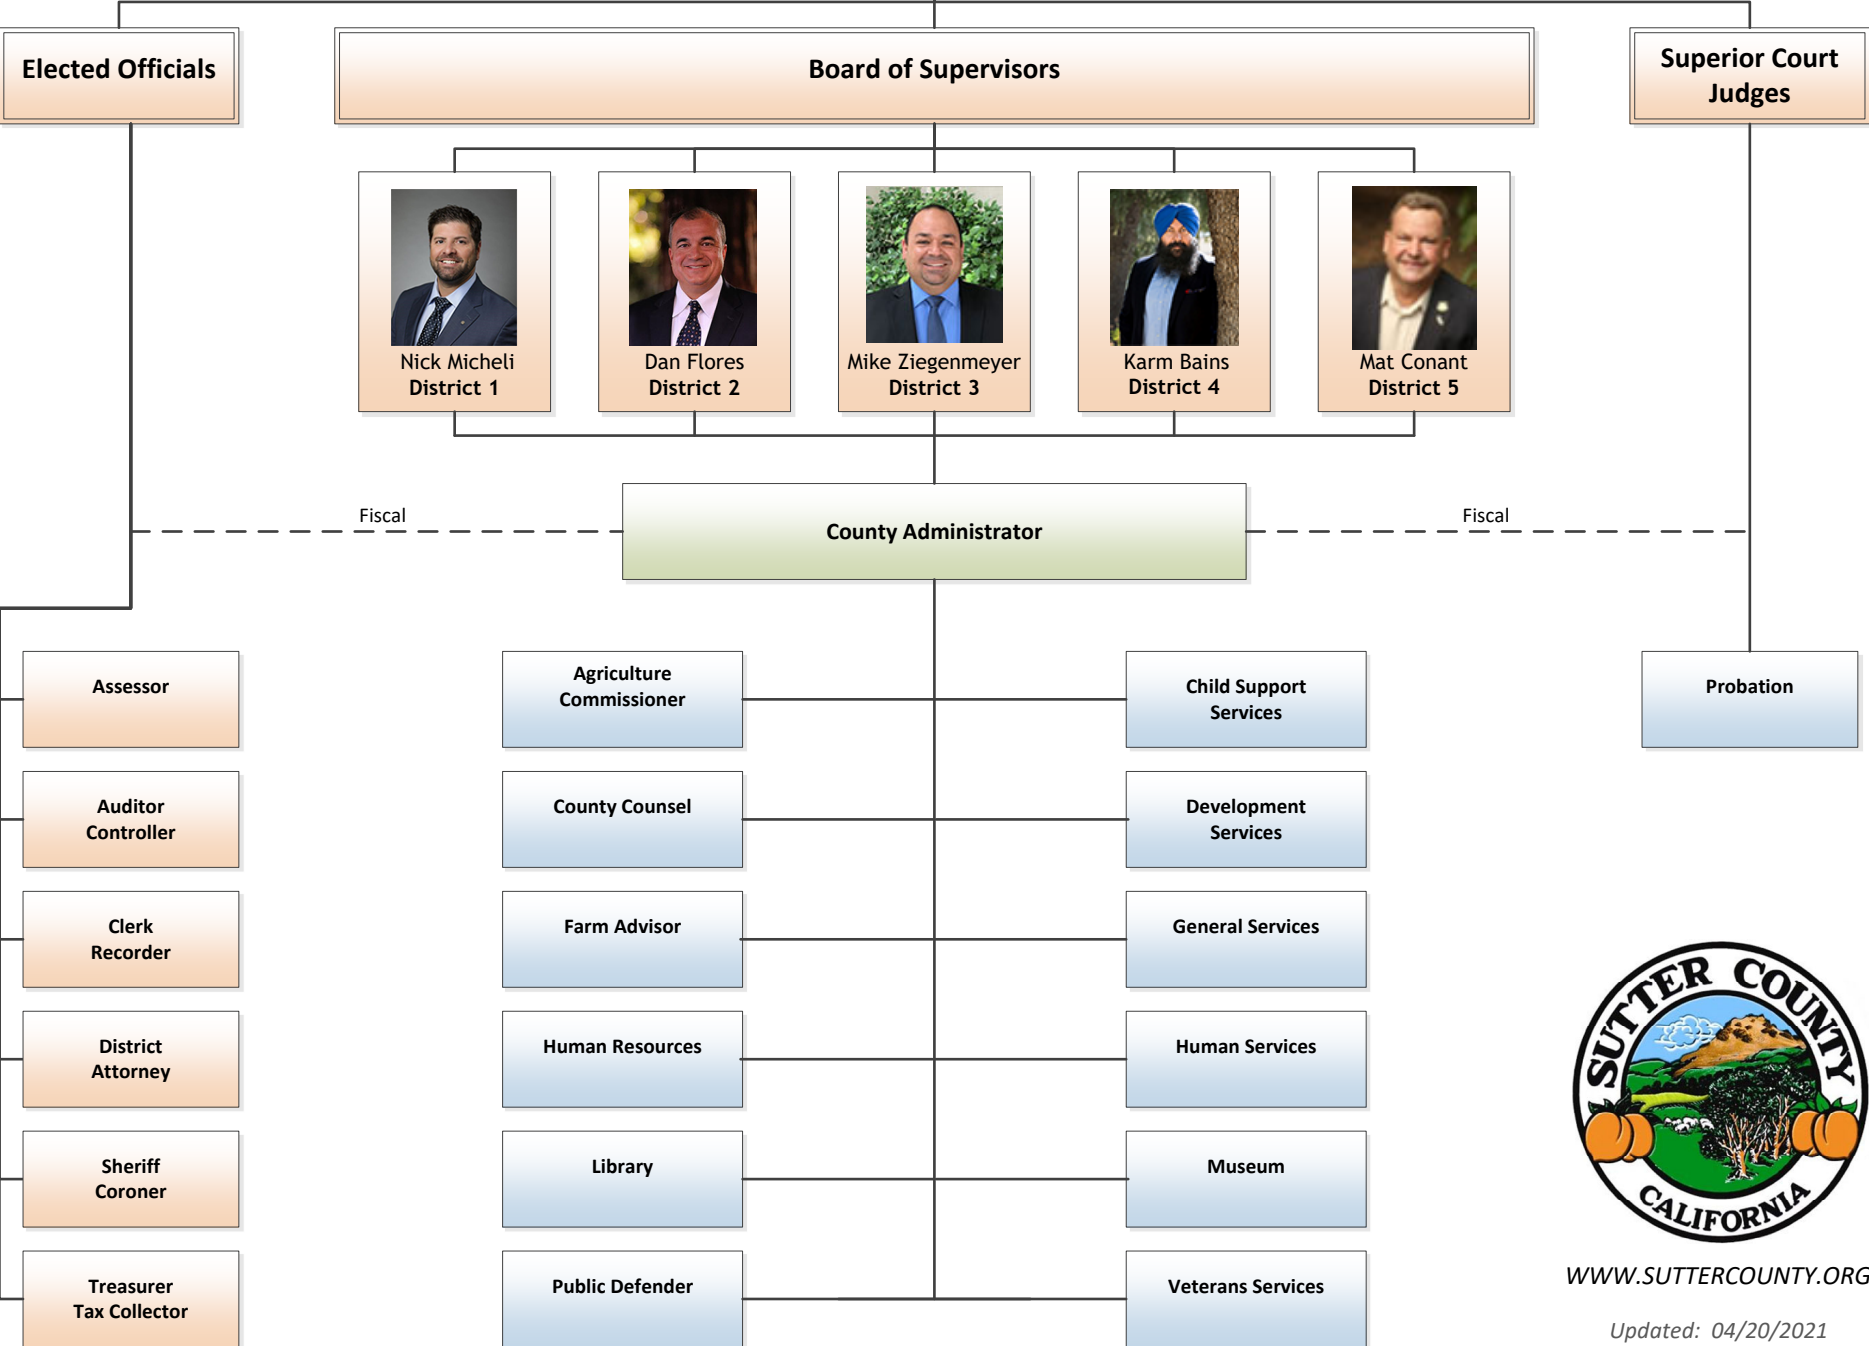 Elected Officials
Board of Supervisors
Superior Court
Judges
Nick Micheli
District 1
Dan Flores
District 2
Mike Ziegenmeyer
District 3
Karm Bains
District 4
Mat Conant
District 5
Fiscal
County Administrator
Fiscal
Assessor
Agriculture
Commissioner
Child Support
Services
Probation
Auditor
Controller
County Counsel
Development
Services
Clerk
Recorder
Farm Advisor
General Services
District
Attorney
Human Resources
Human Services
Sheriff
Coroner
Library
Museum
Treasurer
Tax Collector
Public Defender
Veterans Services
SUTTER COUNTY
CALIFORNIA
WWW.SUTTERCOUNTY.ORG
Updated: 04/20/2021